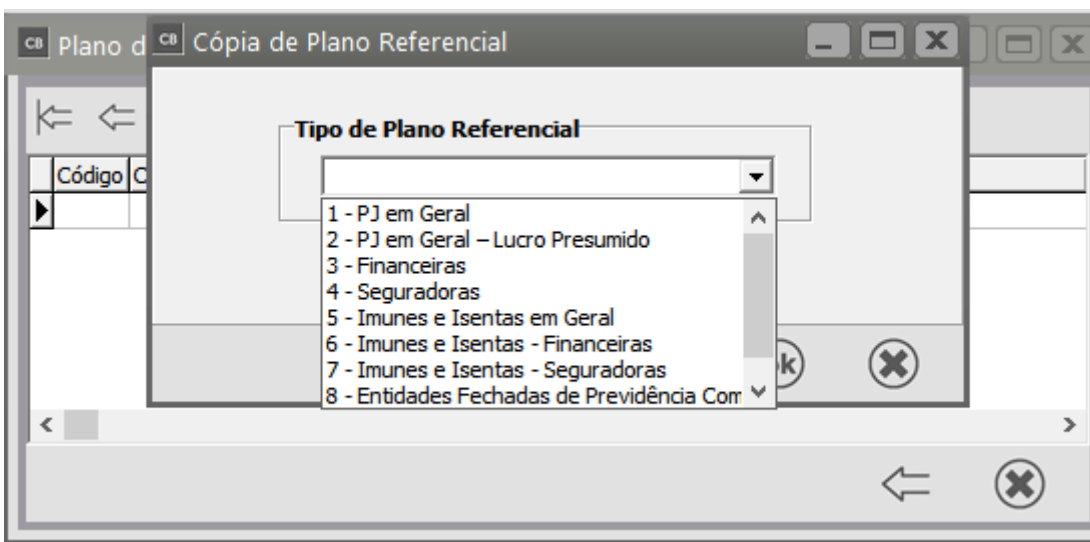 CB Plano d
CB Cópia de Plano Referencial
Tipo de Plano Referencial
Código
1 - PJ em Geral
2 - PJ em Geral – Lucro Presumido
3 - Financeiras
4 - Seguradoras
5 - Imunes e Isentas em Geral
6 - Imunes e Isentas - Financeiras
7 - Imunes e Isentas - Seguradoras
8 - Entidades Fechadas de Previdência Com